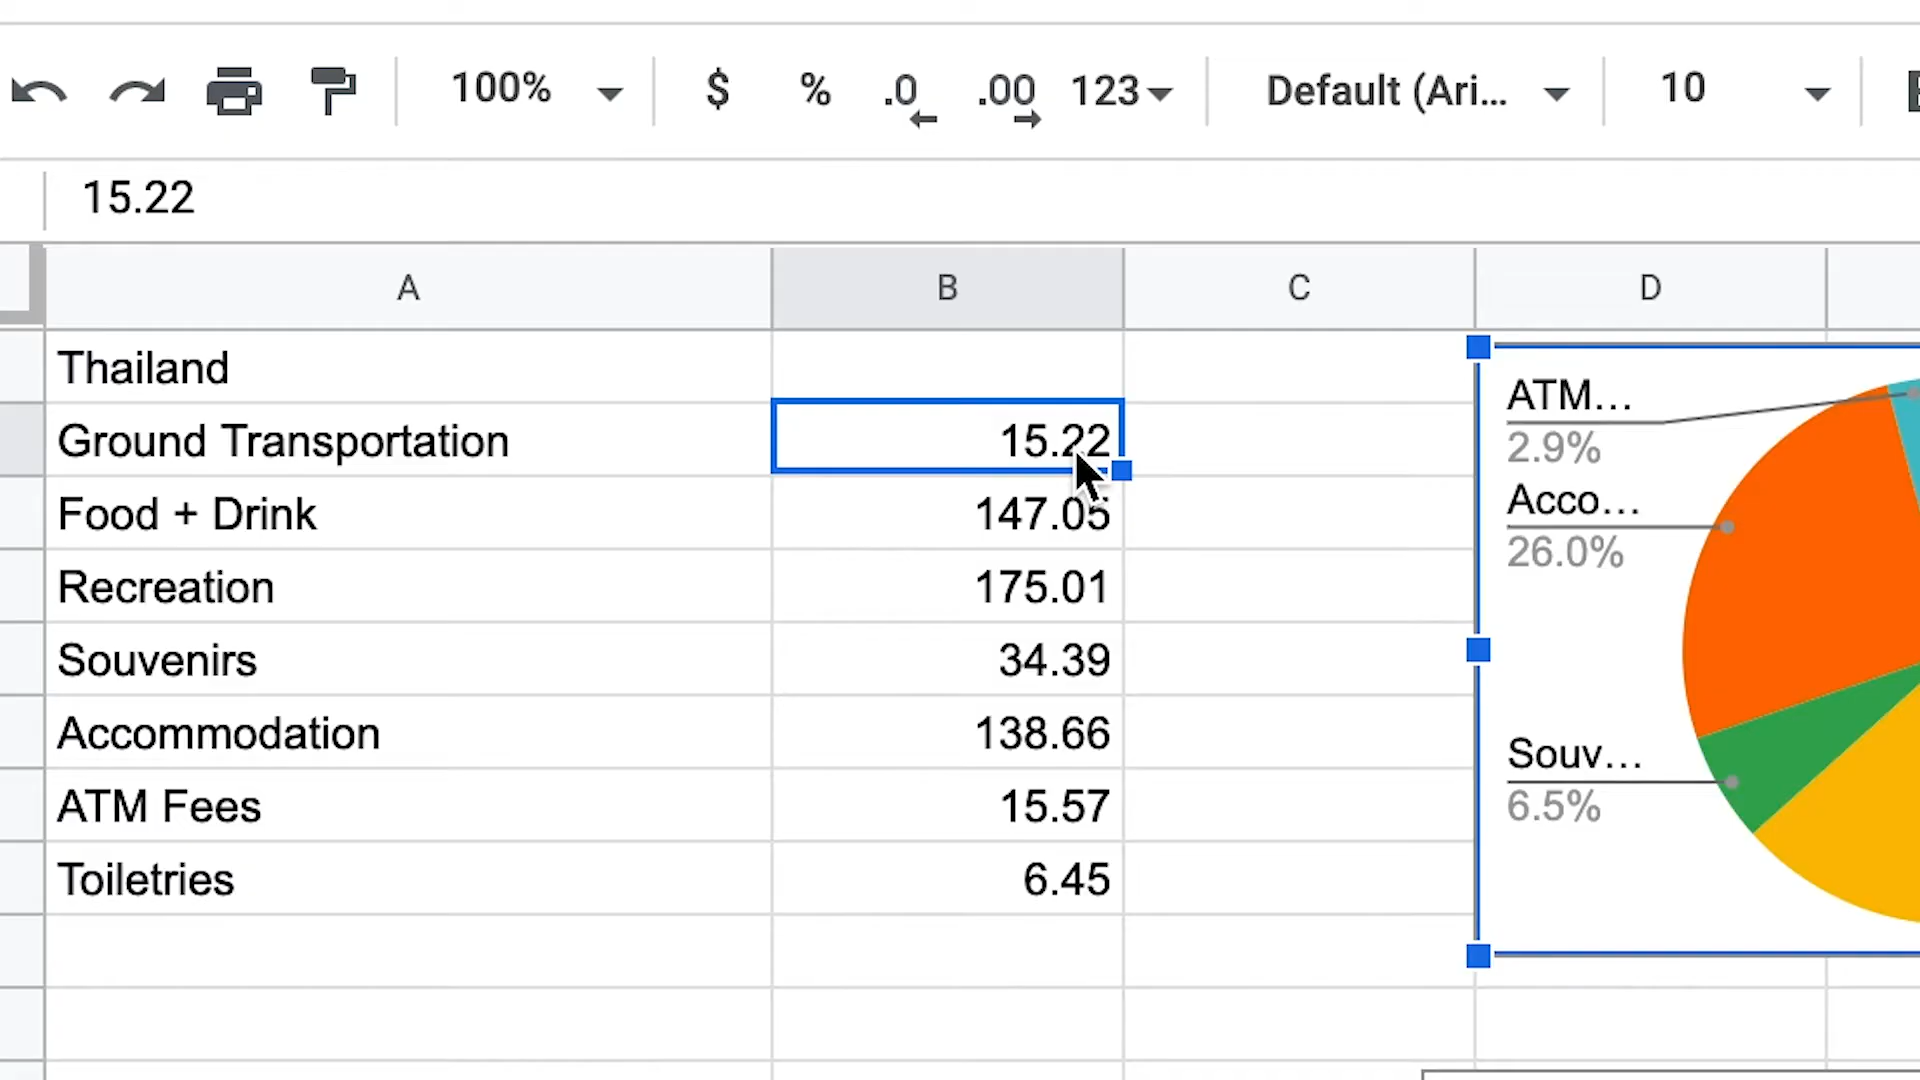 100% $ % .0 .00 123 Default (Ari... 10
15.22
A B C D
Thailand
Ground Transportation 15.22
Food + Drink 147.05
Recreation 175.01
Souvenirs 34.39
Accommodation 138.66
ATM Fees 15.57
Toiletries 6.45
ATM...
2.9%
Acco...
26.0%
Souv...
6.5%